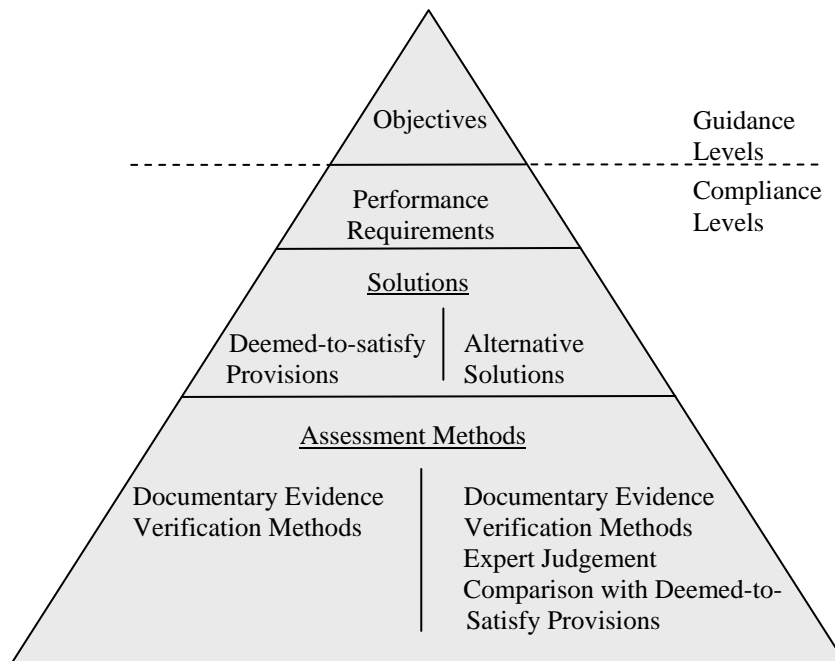 Objectives
Guidance
Levels
Compliance
Levels
Performance
Requirements
Solutions
Deemed-to-satisfy
Provisions
Alternative
Solutions
Assessment Methods
Documentary Evidence
Verification Methods
Documentary Evidence
Verification Methods
Expert Judgement
Comparison with Deemed-to-
Satisfy Provisions